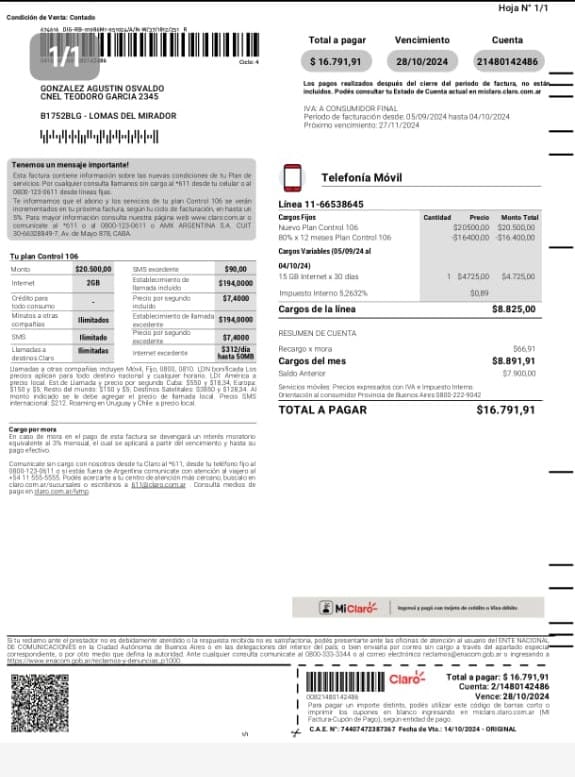 Hoja N° 1/1
Condición de Venta: Contado
1/1
Ciclo: 4
GONZALEZ AGUSTIN OSVALDO
CNEL TEODORO GARCIA 2345
B1752BLG - LOMAS DEL MIRADOR
Total a pagar Vencimiento Cuenta
$ 16.791,91 28/10/2024 21480142486
Los pagos realizados después del cierre del período de factura, no están
incluidos. Podés consultar tu Estado de Cuenta actual en miclaro.claro.com.ar
IVA: A CONSUMIDOR FINAL
Período de facturación desde: 05/09/2024 hasta 04/10/2024
Próximo vencimiento: 27/11/2024
Tenemos un mensaje importante!
Esta factura contiene información sobre las nuevas condiciones de tu Plan de
servicios. Por cualquier consulta llamanos sin cargo al *611 desde tu celular o al
0800-123-0611 desde líneas fijas.
Te informamos que el abono y los servicios de tu plan Control 106 se verán
incrementados en tu próxima factura, según tu ciclo de facturación, en hasta un
5%. Para mayor información consulta nuestra página web www.claro.com.ar o
comunicate al *611 o al 0800-123-0611 o AMX ARGENTINA S.A. CUIT
30-66328849-7, Av. de Mayo 878, CABA.
Tu plan Control 106
Monto $20.500,00 SMS excedente $90,00
Internet 2GB Establecimiento de llamada incluido $194,0000
Crédito para todo consumo - Precio por segundo incluido $7,4000
Minutos a otras compañías Ilimitados Establecimiento de llamada excedente $194,0000
SMS Ilimitado Precio por segundo excedente $7,4000
Llamadas a destinos Claro Ilimitadas Internet excedente $312/día hasta 50MB
Llamadas a otras compañías incluyen Móvil, Fijo, 0800, 0810. LDN bonificada. Los
precios aplican para todo destino nacional y cualquier horario. LDI América a
precio local. Est.de Llamada y precio por segundo: Cuba: $550 y $18,34; Europa:
$150 y $5; Resto del mundo: $150 y $5; Destinos Satelitales: $3850 y $128,34. Al
monto indicado se le debe agregar el precio de llamada local. Precio SMS
internacional: $212. Roaming en Uruguay y Chile a precio local.
Cargo por mora
En caso de mora en el pago de esta factura se devengará un interés moratorio
equivalente al 3% mensual, el cual se aplicará a partir del vencimiento y hasta su
pago efectivo.
Comunicate sin cargo con nosotros desde tu Claro al *611, desde tu teléfono fijo al
0800-123-0611 o si estás fuera de Argentina comunicate con atención al viajero al
+54 11 555-5555. Podés acercarte a tu centro de atención más cercano, buscalo en
claro.com.ar/sucursales o escribinos a 611@claro.com.ar . Consulta medios de
pago en claro.com.ar/vmp
Telefonía Móvil
Línea 11-66538645
Cargos Fijos Cantidad Precio Monto Total
Nuevo Plan Control 106 $20500,00 $20.500,00
80% x 12 meses Plan Control 106 -$16400,00 -$16.400,00
Cargos Variables (05/09/24 al
04/10/24)
15 GB Internet x 30 días 1 $4725,00 $4.725,00
Impuesto Interno 5,2632% $0,89
Cargos de la línea $8.825,00
RESUMEN DE CUENTA
Recargo x mora $66,91
Cargos del mes $8.891,91
Saldo Anterior $7.900,00
Servicios móviles: Precios expresados con IVA e Impuesto Interno.
Orientación al consumidor Provincia de Buenos Aires 0800-222-9042
TOTAL A PAGAR $16.791,91
MiClaro
Ingresá y pagá con tarjeta de crédito o Visa débito
Si tu reclamo ante el prestador no es debidamente atendido o la respuesta recibida no es satisfactoria, podés presentarte ante las oficinas de atención al usuario del ENTE NACIONAL
DE COMUNICACIONES en la Ciudad Autónoma de Buenos Aires o en las delegaciones del interior del país, o bien enviarla por correo sin cargo a través del apartado especial
correspondiente, o por otro medio que defina la autoridad. Ante cualquier consulta comunicate al 0800-333-3344 o al correo electrónico reclamos@enacom.gob.ar o ingresando a
https://www.enacom.gob.ar/reclamos-y-denuncias_p1000
00021480142486
Claro
Total a pagar: $ 16.791,91
Cuenta: 2/1480142486
Vence: 28/10/2024
Para pagar un importe distinto, podés utilizar este código de barras corto o
imprimir los cupones en blanco ingresando en miclaro.claro.com.ar (Mi
Factura-Cupón de Pago), según entidad de pago.
1/1
C.A.E. N°: 74407472387367 Fecha de Vto.: 14/10/2024 - ORIGINAL